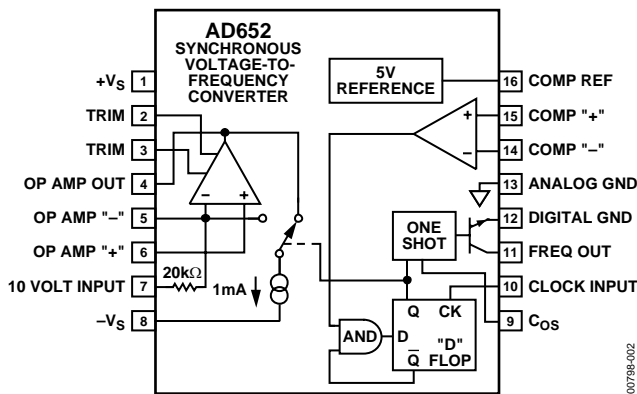 AD652
SYNCHRONOUS
VOLTAGE-TO-
FREQUENCY
CONVERTER
5V
REFERENCE
+VS 1
TRIM 2
TRIM 3
OP AMP OUT 4
OP AMP "–" 5
OP AMP "+" 6
10 VOLT INPUT 7
–VS 8
16 COMP REF
15 COMP "+"
14 COMP "–"
13 ANALOG GND
12 DIGITAL GND
11 FREQ OUT
10 CLOCK INPUT
9 COS
+
–
– +
20kΩ
1mA
ONE
SHOT
AND
Q CK
D "D"
Q̅ FLOP
00798-002